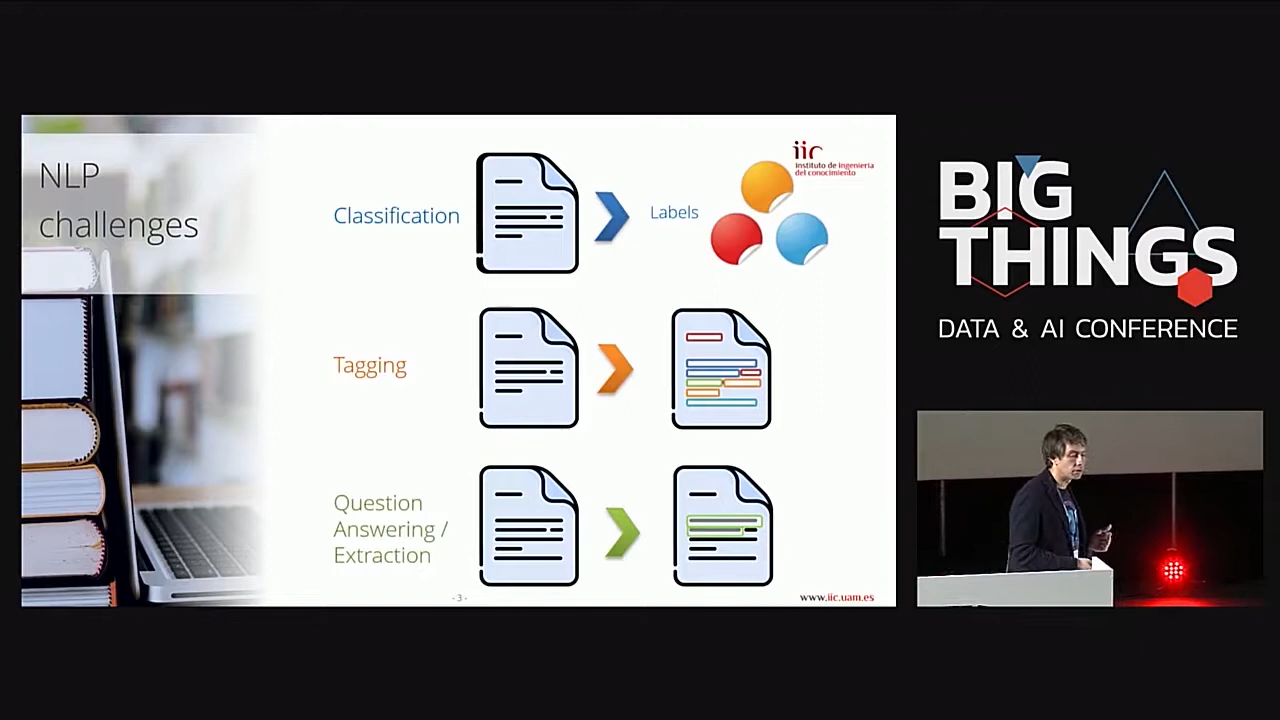 NLP
challenges
Classification
Labels
iic
instituto de ingeniería
del conocimiento
Tagging
Question
Answering /
Extraction
- 3 -
www.iic.uam.es
BIG
THINGS
DATA & AI CONFERENCE